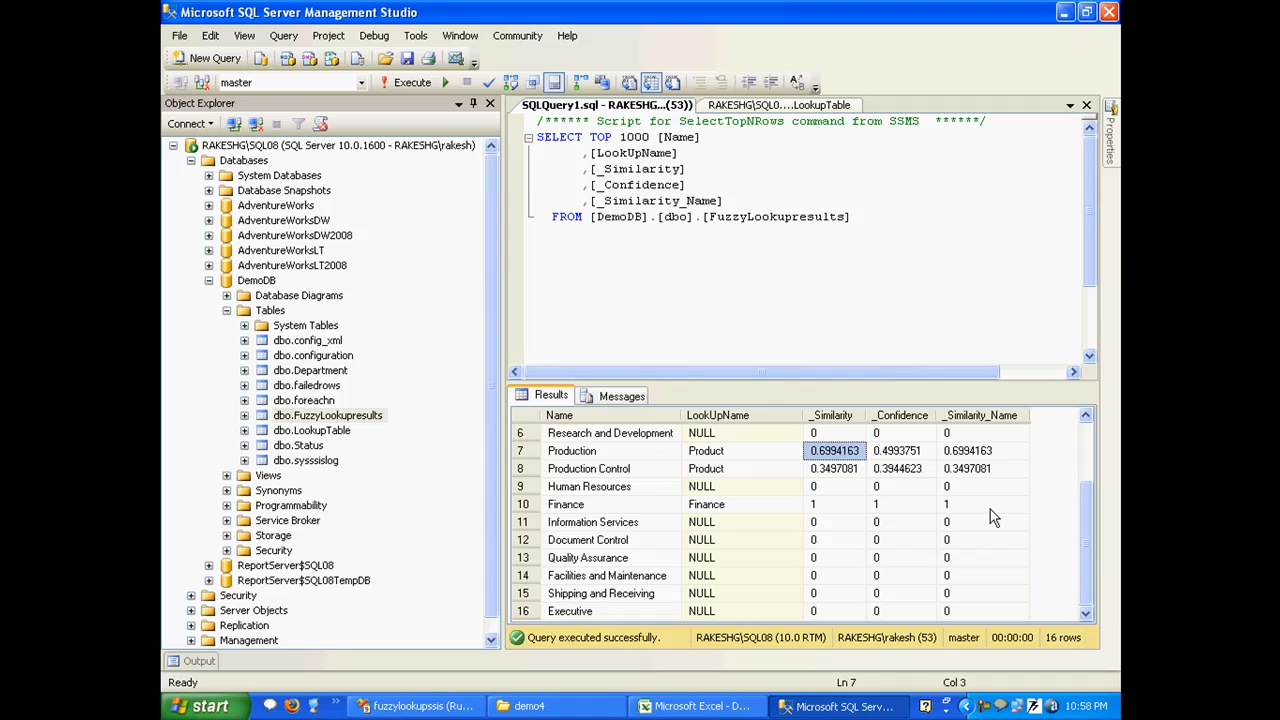 Microsoft SQL Server Management Studio
File Edit View Query Project Debug Tools Window Community Help
New Query
master Execute
Object Explorer
Connect
RAKESHG\SQL08 (SQL Server 10.0.1600 - RAKESHG\rakesh)
Databases
System Databases
Database Snapshots
AdventureWorks
AdventureWorksDW
AdventureWorksDW2008
AdventureWorksLT
AdventureWorksLT2008
DemoDB
Database Diagrams
Tables
System Tables
dbo.config_xml
dbo.configuration
dbo.Department
dbo.failedrows
dbo.foreachn
dbo.FuzzyLookupresults
dbo.LookupTable
dbo.Status
dbo.sysssislog
Views
Synonyms
Programmability
Service Broker
Storage
Security
ReportServer$SQL08
ReportServer$SQL08TempDB
Security
Server Objects
Replication
Management
SQLQuery1.sql - RAKESHG...(53)) RAKESHG\SQL0....LookupTable
/****** Script for SelectTopNRows command from SSMS ******/
SELECT TOP 1000 [Name]
,[LookUpName]
,[_Similarity]
,[_Confidence]
,[_Similarity_Name]
FROM [DemoDB].[dbo].[FuzzyLookupresults]
Properties
Results Messages
Name LookUpName _Similarity _Confidence _Similarity_Name
6 Research and Development NULL 0 0 0
7 Production Product 0.6994163 0.4993751 0.6994163
8 Production Control Product 0.3497081 0.3944623 0.3497081
9 Human Resources NULL 0 0 0
10 Finance Finance 1 1 1
11 Information Services NULL 0 0 0
12 Document Control NULL 0 0 0
13 Quality Assurance NULL 0 0 0
14 Facilities and Maintenance NULL 0 0 0
15 Shipping and Receiving NULL 0 0 0
16 Executive NULL 0 0 0
Query executed successfully. RAKESHG\SQL08 (10.0 RTM) RAKESHG\rakesh (53) master 00:00:00 16 rows
Output
Ready Ln 7 Col 3
start fuzzylookupssis (Ru... demo4 Microsoft Excel - D... Microsoft SQL Serv... 10:58 PM